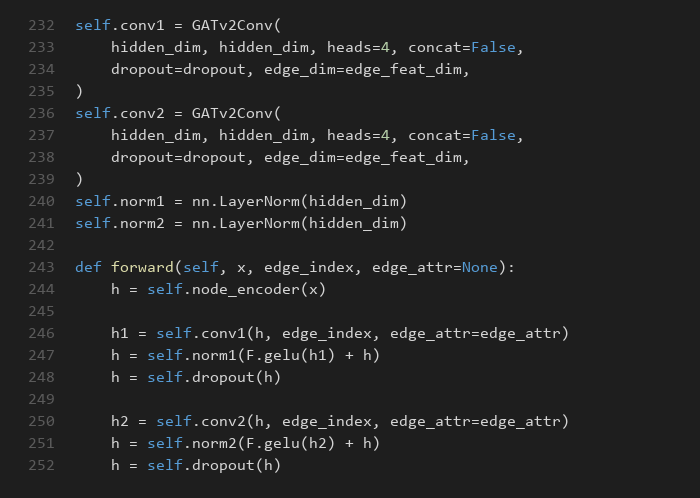 232 self.conv1 = GATv2Conv(
233     hidden_dim, hidden_dim, heads=4, concat=False,
234     dropout=dropout, edge_dim=edge_feat_dim,
235 )
236 self.conv2 = GATv2Conv(
237     hidden_dim, hidden_dim, heads=4, concat=False,
238     dropout=dropout, edge_dim=edge_feat_dim,
239 )
240 self.norm1 = nn.LayerNorm(hidden_dim)
241 self.norm2 = nn.LayerNorm(hidden_dim)
242
243 def forward(self, x, edge_index, edge_attr=None):
244     h = self.node_encoder(x)
245
246     h1 = self.conv1(h, edge_index, edge_attr=edge_attr)
247     h = self.norm1(F.gelu(h1) + h)
248     h = self.dropout(h)
249
250     h2 = self.conv2(h, edge_index, edge_attr=edge_attr)
251     h = self.norm2(F.gelu(h2) + h)
252     h = self.dropout(h)